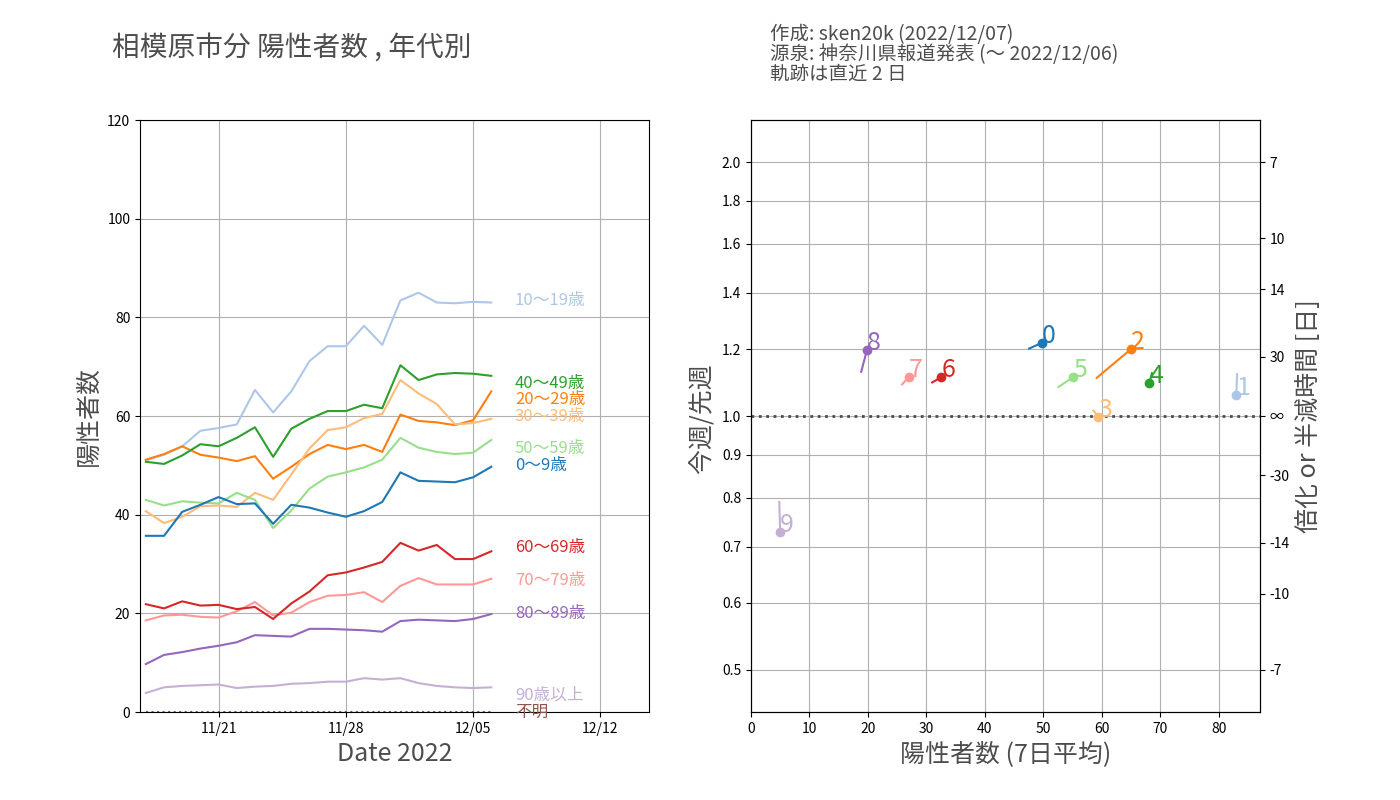 相模原市分 陽性者数 , 年代別
作成: sken20k (2022/12/07)
源泉: 神奈川県報道発表 (〜 2022/12/06)
軌跡は直近 2 日
陽性者数
120
100
80
60
40
20
0
10〜19歳
40〜49歳
20〜29歳
30〜39歳
50〜59歳
0〜9歳
60〜69歳
70〜79歳
80〜89歳
90歳以上
不明
11/21
11/28
12/05
12/12
Date 2022
今週/先週
2.0
1.8
1.6
1.4
1.2
1.0
0.9
0.8
0.7
0.6
0.5
0
8
2
7
6
5
4
1
3
9
7
10
14
30
∞
-30
-14
-10
-7
倍化 or 半減時間 [日]
0
10
20
30
40
50
60
70
80
陽性者数 (7日平均)